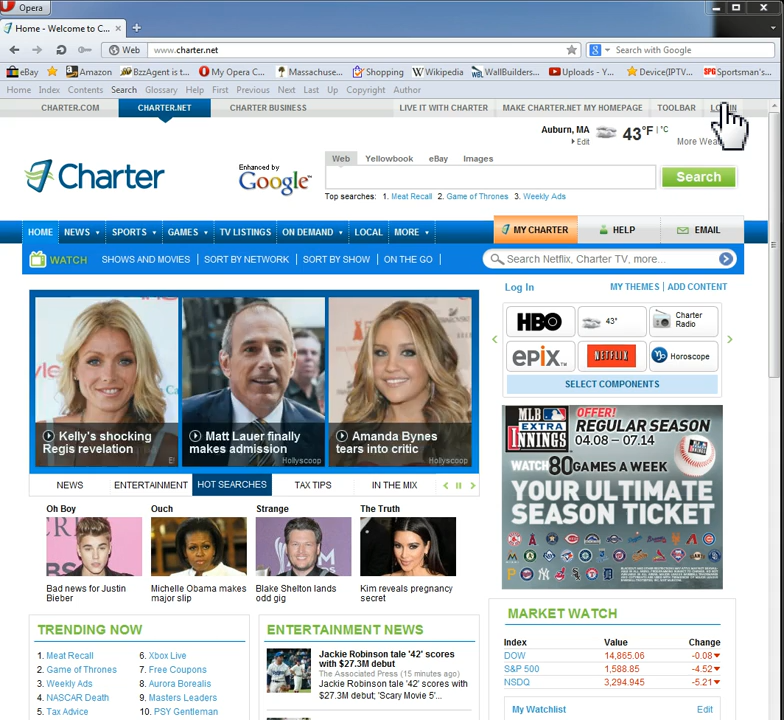 Opera
Home - Welcome to C...
Web www.charter.net Search with Google
eBay Amazon BzzAgent is t... My Opera C... Massachuse... Shopping Wikipedia WallBuilders... Uploads - Y... Device(IPTV... Sportsman's...
Home Index Contents Search Glossary Help First Previous Next Last Up Copyright Author
CHARTER.COM CHARTER.NET CHARTER BUSINESS LIVE IT WITH CHARTER MAKE CHARTER.NET MY HOMEPAGE TOOLBAR
Auburn, MA 43°F | °C
Edit More
Charter
Enhanced by
Google
Web Yellowbook eBay Images
Search
Top searches: 1. Meat Recall 2. Game of Thrones 3. Weekly Ads
HOME NEWS SPORTS GAMES TV LISTINGS ON DEMAND LOCAL MORE MY CHARTER HELP EMAIL
WATCH SHOWS AND MOVIES SORT BY NETWORK SORT BY SHOW ON THE GO Search Netflix, Charter TV, more...
Log In MY THEMES | ADD CONTENT
HBO 43° Charter Radio
epix NETFLIX Horoscope
SELECT COMPONENTS
Kelly's shocking
Regis revelation
E!
Matt Lauer finally
makes admission
Hollyscoop
Amanda Bynes
tears into critic
Hollyscoop
NEWS ENTERTAINMENT HOT SEARCHES TAX TIPS IN THE MIX
MLB
EXTRA
INNINGS
OFFER!
REGULAR SEASON
04.08 – 07.14
WATCH 80 GAMES A WEEK
YOUR ULTIMATE
SEASON TICKET
Oh Boy
Bad news for Justin
Bieber
Ouch
Michelle Obama makes
major slip
Strange
Blake Shelton lands
odd gig
The Truth
Kim reveals pregnancy
secret
TRENDING NOW
1. Meat Recall
2. Game of Thrones
3. Weekly Ads
4. NASCAR Death
5. Tax Advice
6. Xbox Live
7. Free Coupons
8. Aurora Borealis
9. Masters Leaders
10. PSY Gentleman
ENTERTAINMENT NEWS
Jackie Robinson tale '42' scores
with $27.3M debut
The Associated Press (15 minutes ago)
Jackie Robinson tale '42' scores with
$27.3M debut; 'Scary Movie 5'...
MARKET WATCH
Index Value Change
DOW 14,865.06 -0.08
S&P 500 1,588.85 -4.52
NSDQ 3,294.945 -5.21
My Watchlist Edit